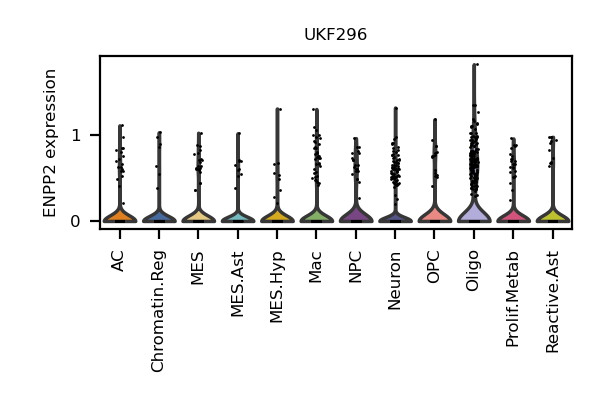 UKF296
ENPP2 expression
1
0
AC
Chromatin.Reg
MES
MES.Ast
MES.Hyp
Mac
NPC
Neuron
OPC
Oligo
Prolif.Metab
Reactive.Ast